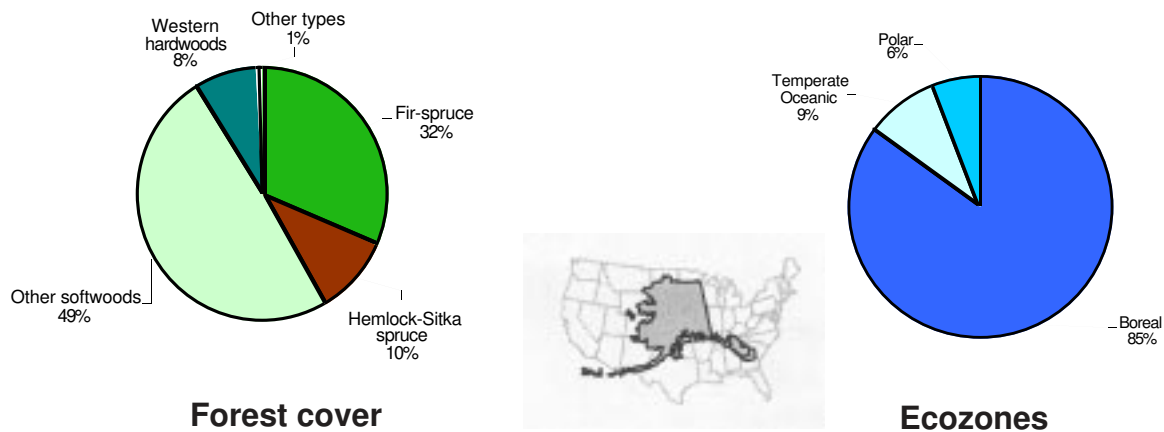 Western
hardwoods
8%
Other types
1%
Fir-spruce
32%
Other softwoods
49%
Hemlock-Sitka
spruce
10%
Forest cover
Polar
6%
Temperate
Oceanic
9%
Boreal
85%
Ecozones